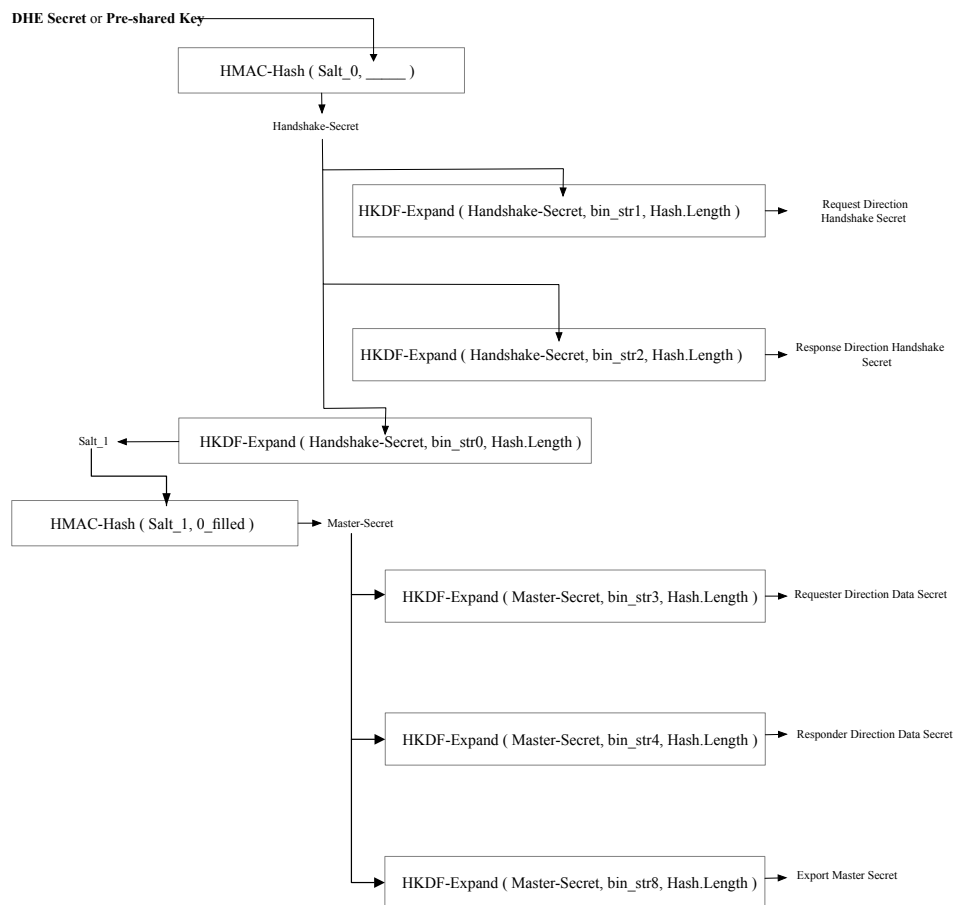 DHE Secret or Pre-shared Key
HMAC-Hash ( Salt_0, _____ )
Handshake-Secret
HKDF-Expand ( Handshake-Secret, bin_str1, Hash.Length )
Request Direction
Handshake Secret
HKDF-Expand ( Handshake-Secret, bin_str2, Hash.Length )
Response Direction Handshake
Secret
Salt_1
HKDF-Expand ( Handshake-Secret, bin_str0, Hash.Length )
HMAC-Hash ( Salt_1, 0_filled )
Master-Secret
HKDF-Expand ( Master-Secret, bin_str3, Hash.Length )
Requester Direction Data Secret
HKDF-Expand ( Master-Secret, bin_str4, Hash.Length )
Responder Direction Data Secret
HKDF-Expand ( Master-Secret, bin_str8, Hash.Length )
Export Master Secret